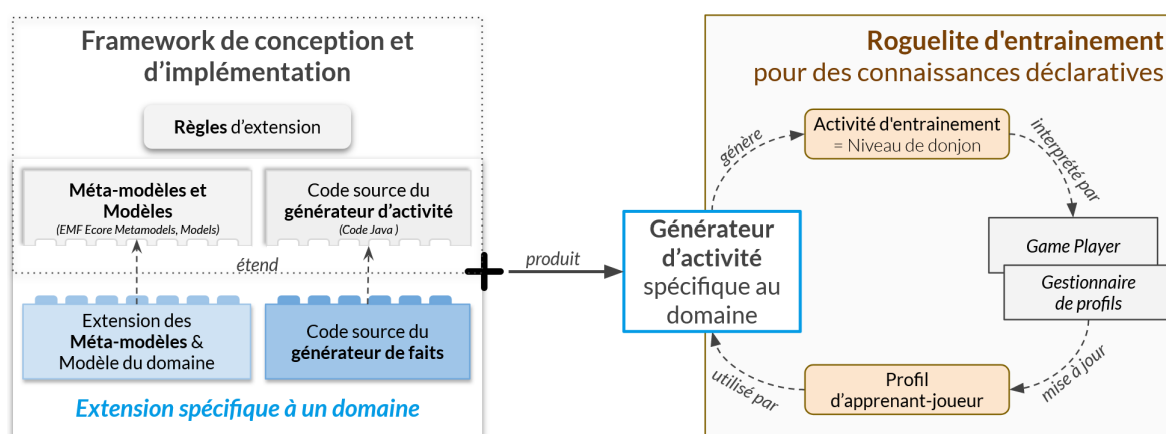 Framework de conception et
d’implémentation
Règles d’extension
Méta-modèles et
Modèles
(EMF Ecore Metamodels, Models)
Code source du
générateur d’activité
(Code Java )
étend
Extension des
Méta-modèles &
Modèle du domaine
Code source du
générateur de faits
Extension spécifique à un domaine
produit
Roguelite d'entrainement
pour des connaissances déclaratives
génère
Activité d'entrainement
= Niveau de donjon
interprété par
Générateur
d’activité
spécifique au
domaine
Game Player
Gestionnaire
de profils
utilisé par
Profil
d’apprenant-joueur
mise à jour